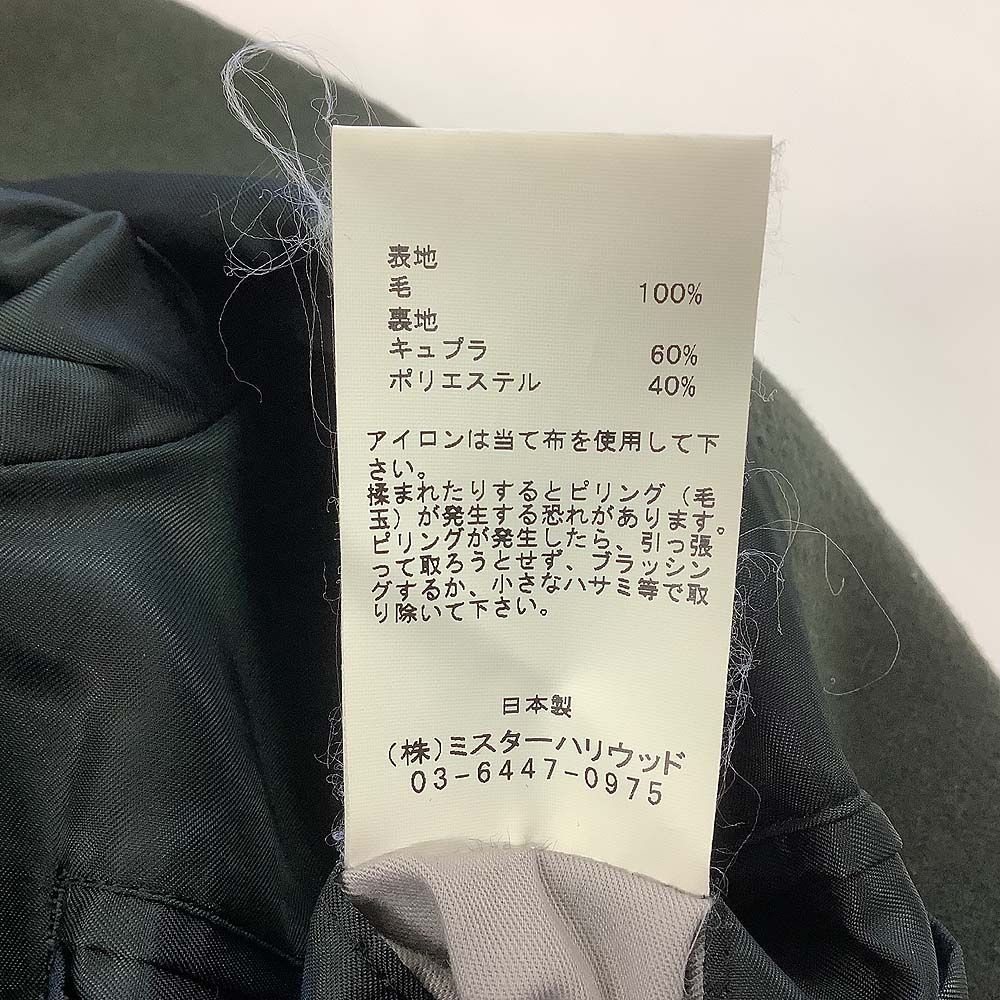 表地
毛 100%
裏地
キュプラ 60%
ポリエステル 40%
アイロンは当て布を使用して下
さい。
揉まれたりするとピリング（毛
玉）が発生する恐れがあります。
ピリングが発生したら、引っ張
って取ろうとせず、ブラッシン
グするか、小さなハサミ等で取
り除いて下さい。
日本製
(株)ミスターハリウッド
03-6447-0975